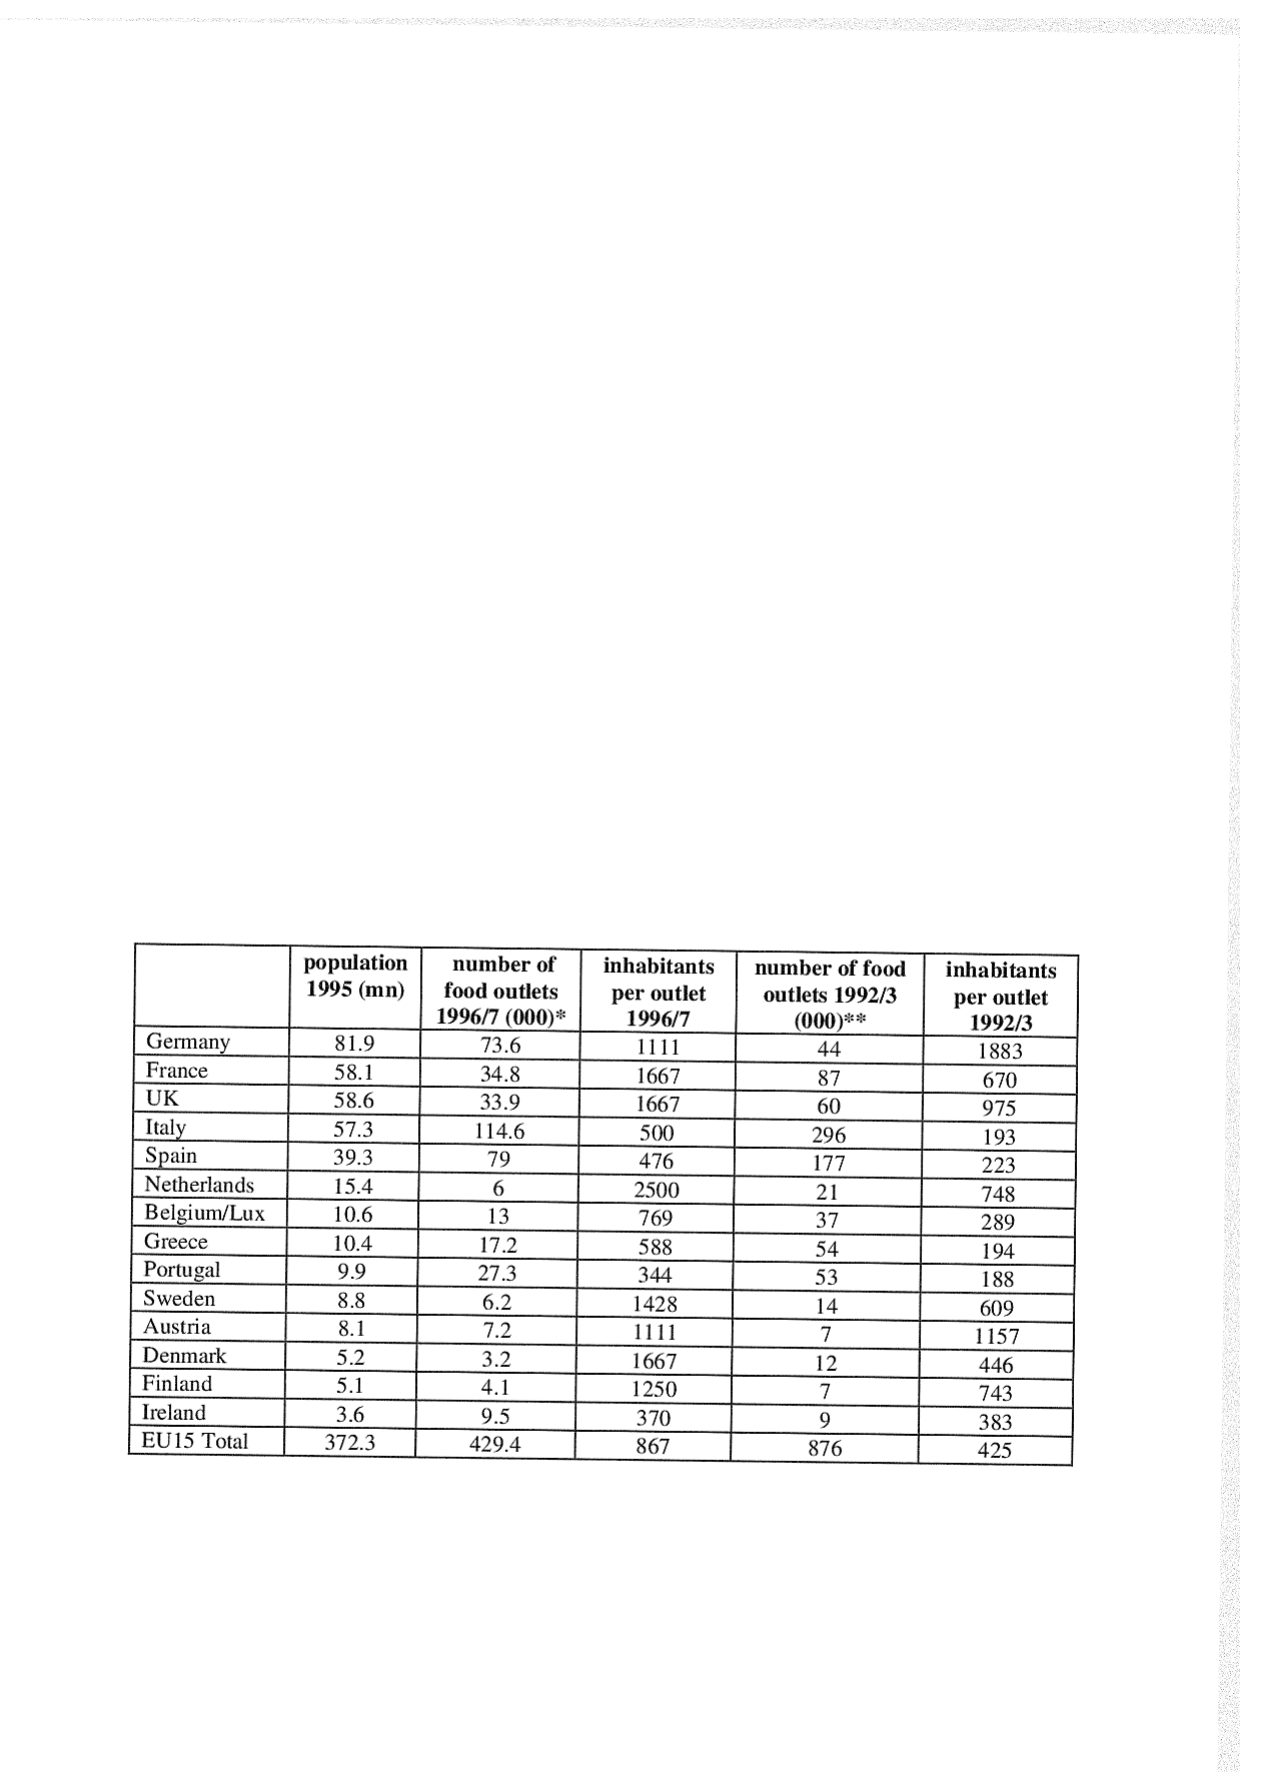 population 1995 (mn) number of food outlets 1996/7 (000)* inhabitants per outlet 1996/7 number of food outlets 1992/3 (000)** inhabitants per outlet 1992/3
Germany 81.9 73.6 1111 44 1883
France 58.1 34.8 1667 87 670
UK 58.6 33.9 1667 60 975
Italy 57.3 114.6 500 296 193
Spain 39.3 79 476 177 223
Netherlands 15.4 6 2500 21 748
Belgium/Lux 10.6 13 769 37 289
Greece 10.4 17.2 588 54 194
Portugal 9.9 27.3 344 53 188
Sweden 8.8 6.2 1428 14 609
Austria 8.1 7.2 1111 7 1157
Denmark 5.2 3.2 1667 12 446
Finland 5.1 4.1 1250 7 743
Ireland 3.6 9.5 370 9 383
EU15 Total 372.3 429.4 867 876 425